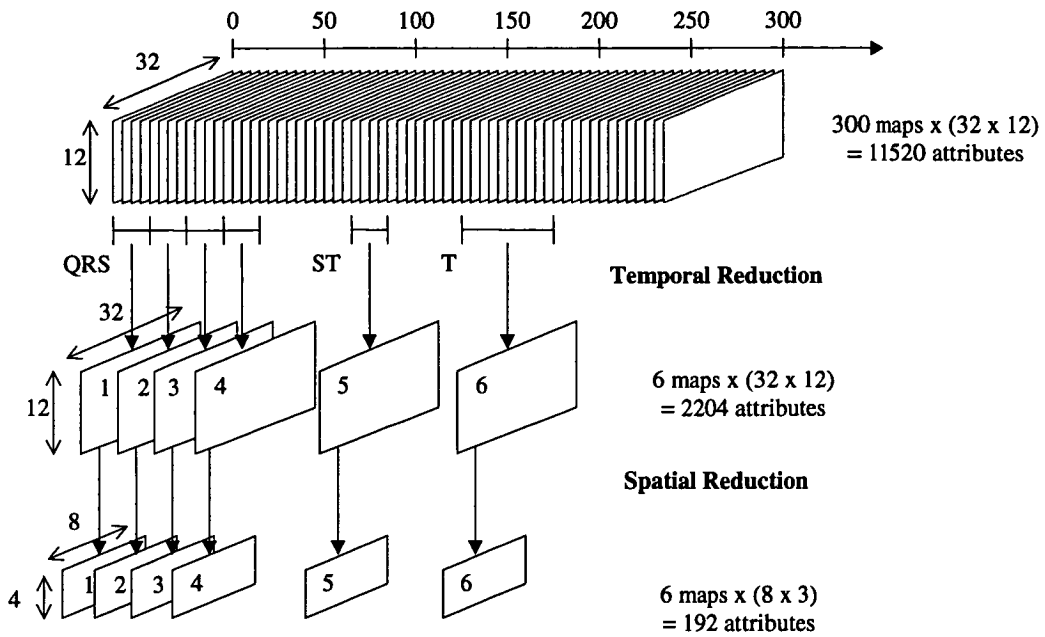 0 50 100 150 200 250 300
32
12
300 maps x (32 x 12)
= 11520 attributes
QRS ST T
Temporal Reduction
32
12
1 2 3 4 5 6
6 maps x (32 x 12)
= 2204 attributes
Spatial Reduction
8
4
1 2 3 4 5 6
6 maps x (8 x 3)
= 192 attributes